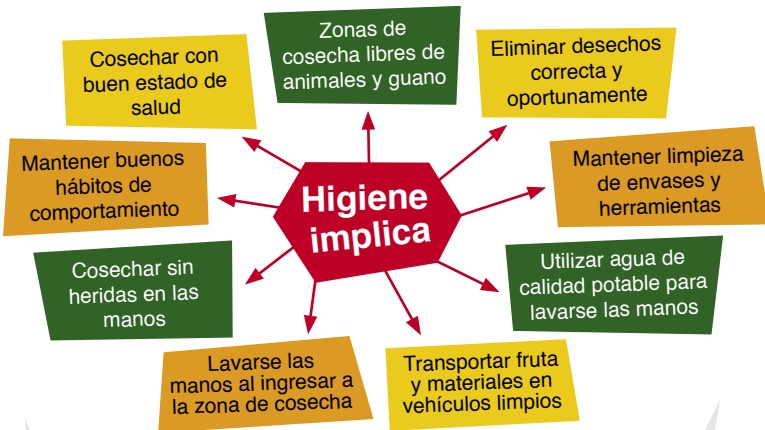 Zonas de
cosecha libres de
animales y guano
Cosechar con
buen estado de
salud
Eliminar desechos
correcta y
oportunamente
Mantener buenos
hábitos de
comportamiento
Higiene
implica
Mantener limpieza
de envases y
herramientas
Cosechar sin
heridas en las
manos
Utilizar agua de
calidad potable para
lavarse las manos
Lavarse las
manos al ingresar a
la zona de cosecha
Transportar fruta
y materiales en
vehículos limpios